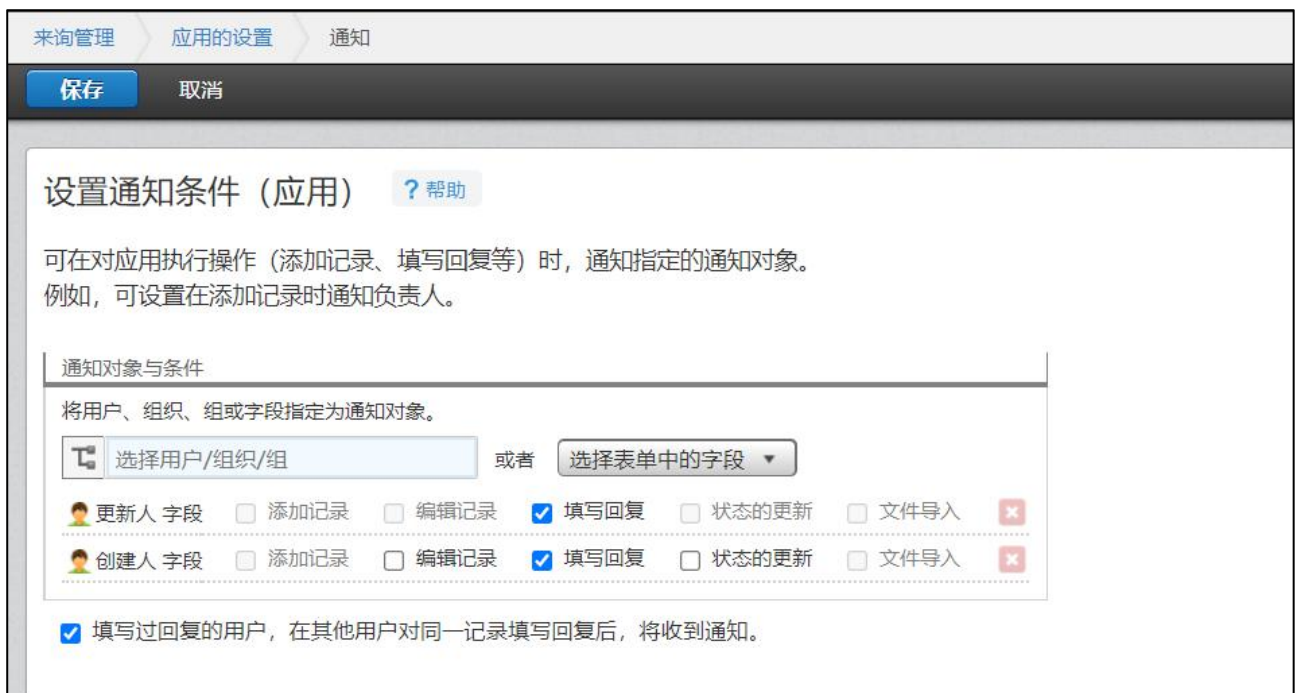 来询管理 应用的设置 通知
保存 取消
设置通知条件（应用） ? 帮助
可在对应用执行操作（添加记录、填写回复等）时，通知指定的通知对象。
例如，可设置在添加记录时通知负责人。
通知对象与条件
将用户、组织、组或字段指定为通知对象。
选择用户/组织/组 或者 选择表单中的字段
更新人 字段 添加记录 编辑记录 填写回复 状态的更新 文件导入
创建人 字段 添加记录 编辑记录 填写回复 状态的更新 文件导入
填写过回复的用户，在其他用户对同一记录填写回复后，将收到通知。